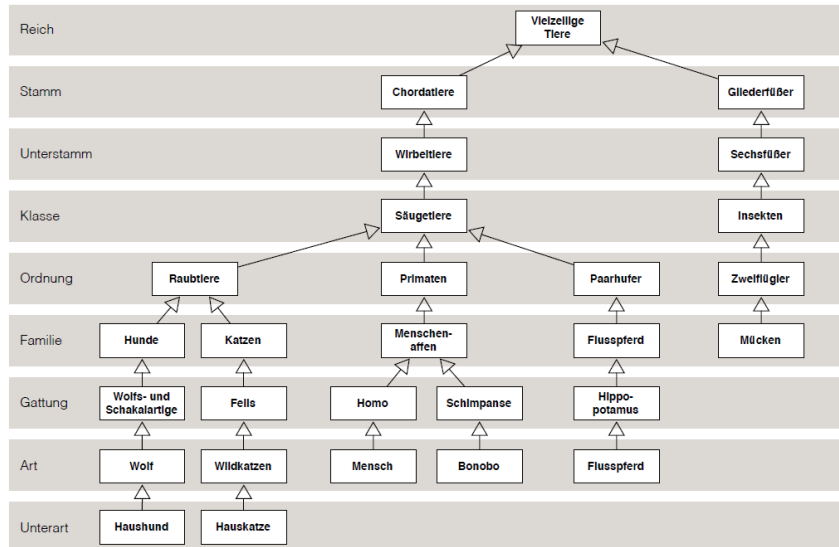 Reich
Vielzellige
Tiere
Stamm
Chordatiere
Gliederfüßer
Unterstamm
Wirbeltiere
Sechsfüßer
Klasse
Säugetiere
Insekten
Ordnung
Raubtiere
Primaten
Paarhufer
Zweiflügler
Familie
Hunde
Katzen
Menschen-
affen
Flusspferd
Mücken
Gattung
Wolfs- und
Schakalartige
Felis
Homo
Schimpanse
Hippo-
potamus
Art
Wolf
Wildkatzen
Mensch
Bonobo
Flusspferd
Unterart
Haushund
Hauskatze